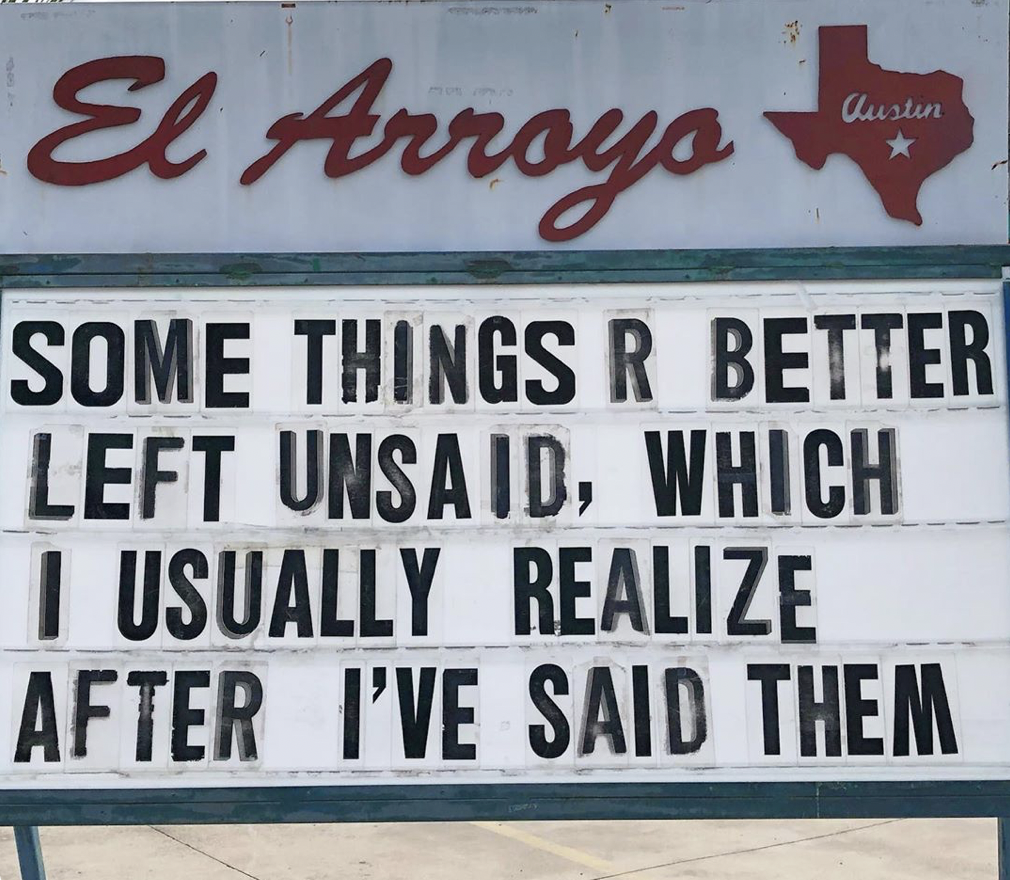 El Arroyo
Austin
SOME THINGS R BETTER
LEFT UNSAID, WHICH
I USUALLY REALIZE
AFTER I'VE SAID THEM